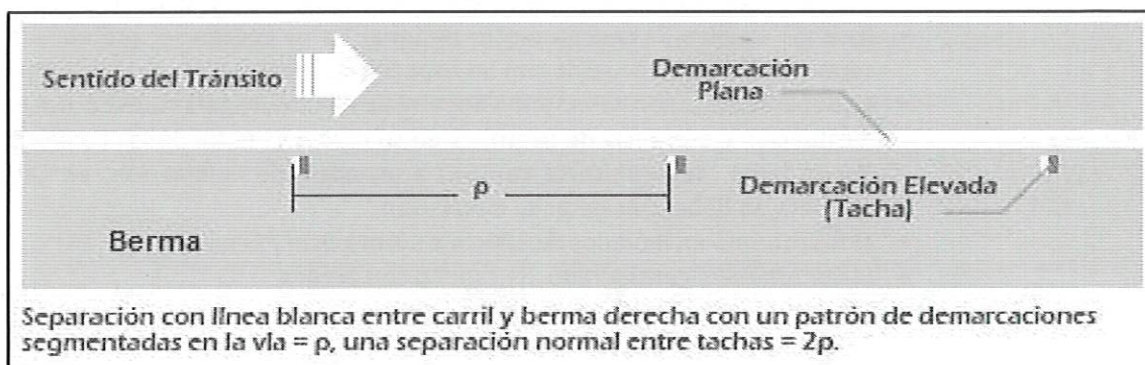 Sentido del Tránsito
Demarcación
Plana
ρ
Demarcación Elevada
(Tacha)
Berma
Separación con línea blanca entre carril y berma derecha con un patrón de demarcaciones
segmentadas en la vía = ρ, una separación normal entre tachas = 2ρ.